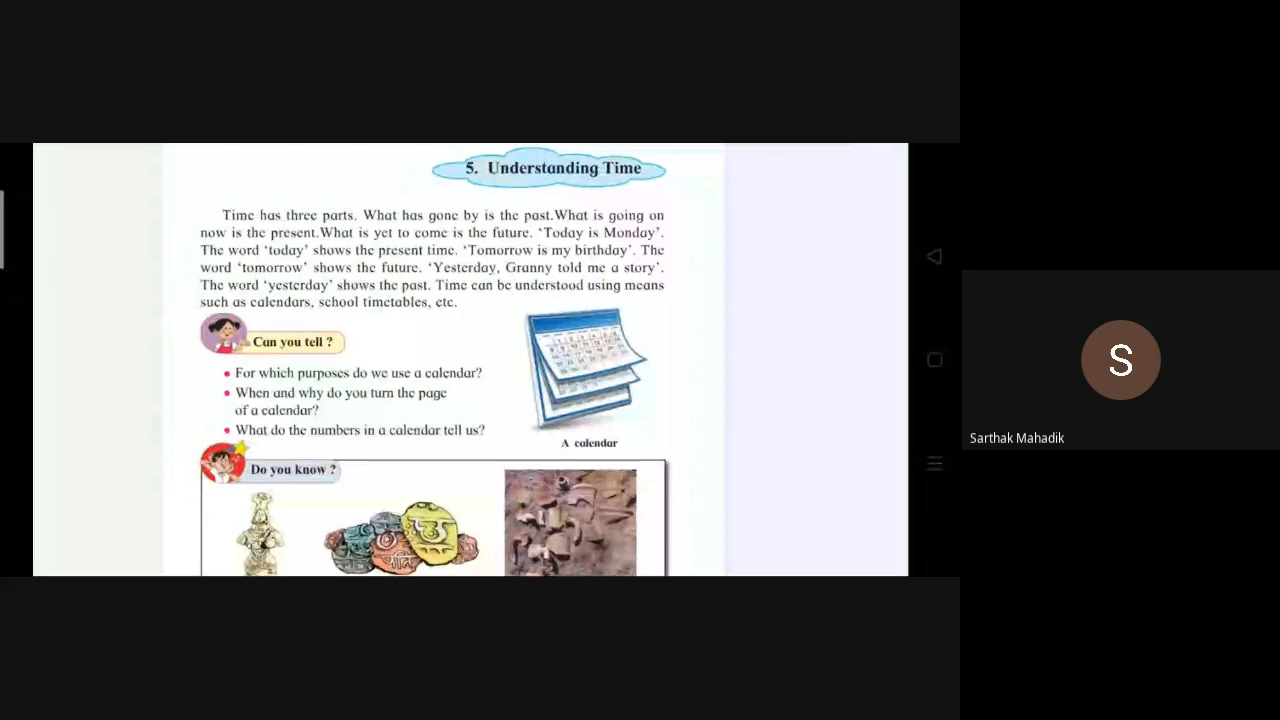 5. Understanding Time
Time has three parts. What has gone by is the past.What is going on
now is the present.What is yet to come is the future. ‘Today is Monday’.
The word ‘today’ shows the present time. ‘Tomorrow is my birthday’. The
word ‘tomorrow’ shows the future. ‘Yesterday, Granny told me a story’.
The word ‘yesterday’ shows the past. Time can be understood using means
such as calendars, school timetables, etc.
Can you tell ?
• For which purposes do we use a calendar?
• When and why do you turn the page
of a calendar?
• What do the numbers in a calendar tell us?
A calendar
Do you know ?
S
Sarthak Mahadik